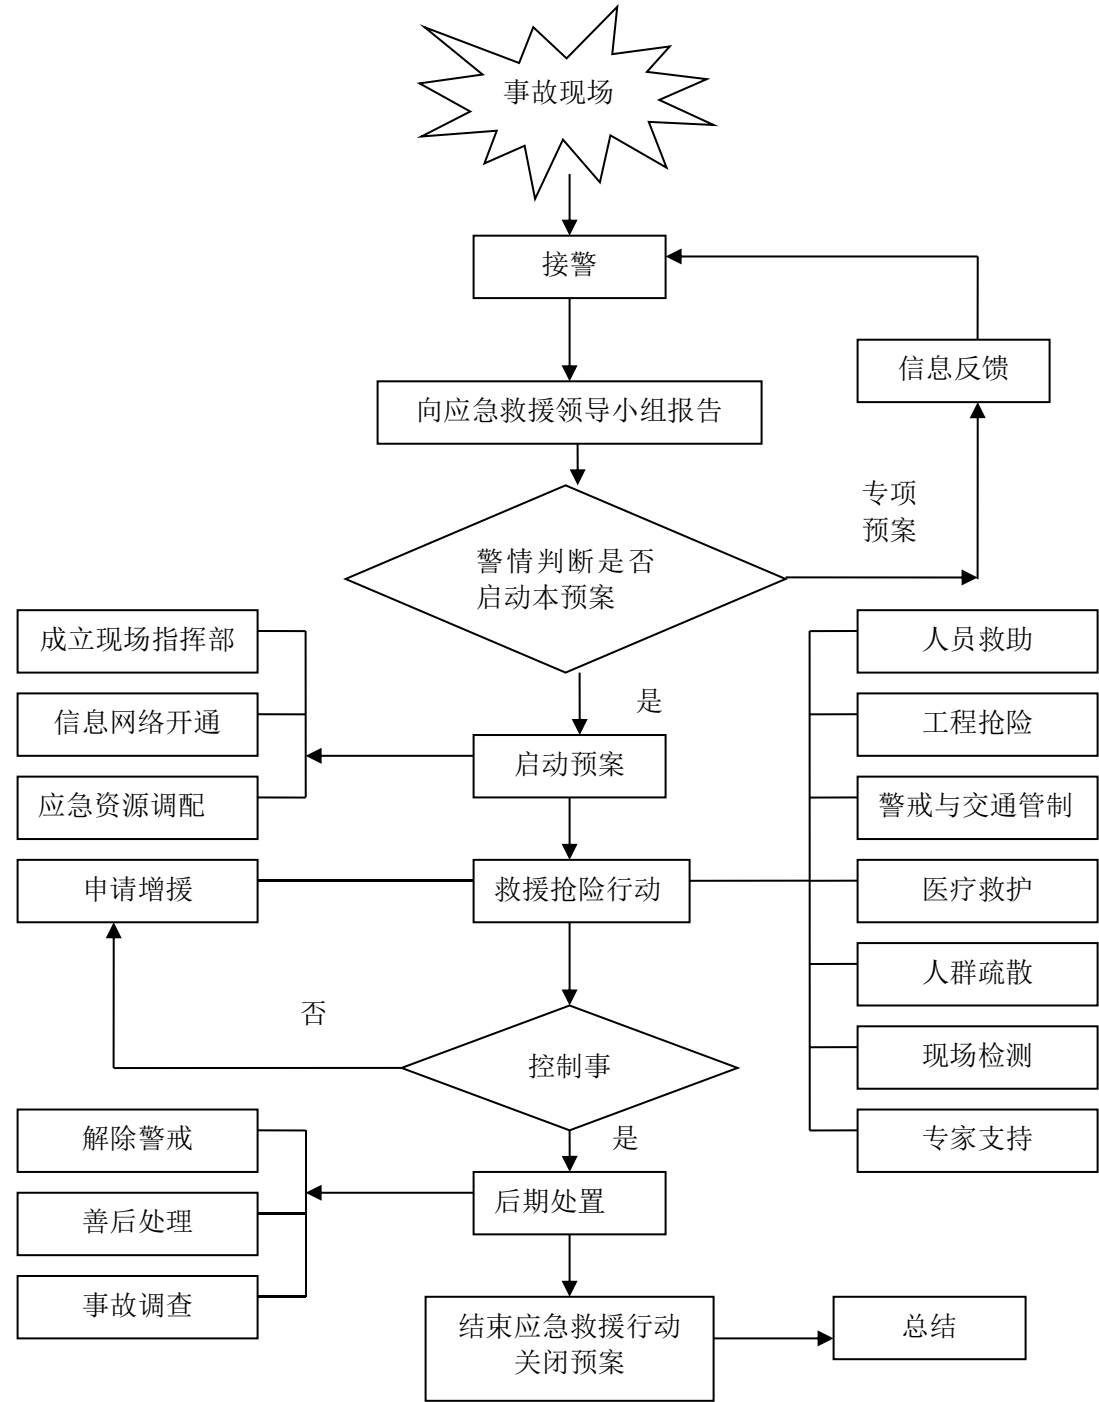 事故现场
接警
信息反馈
向应急救援领导小组报告
专项
预案
警情判断是否
启动本预案
成立现场指挥部
人员救助
是
信息网络开通
工程抢险
启动预案
应急资源调配
警戒与交通管制
申请增援
救援抢险行动
医疗救护
人群疏散
否
现场检测
控制事
解除警戒
是
专家支持
后期处置
善后处理
事故调查
结束应急救援行动
关闭预案
总结